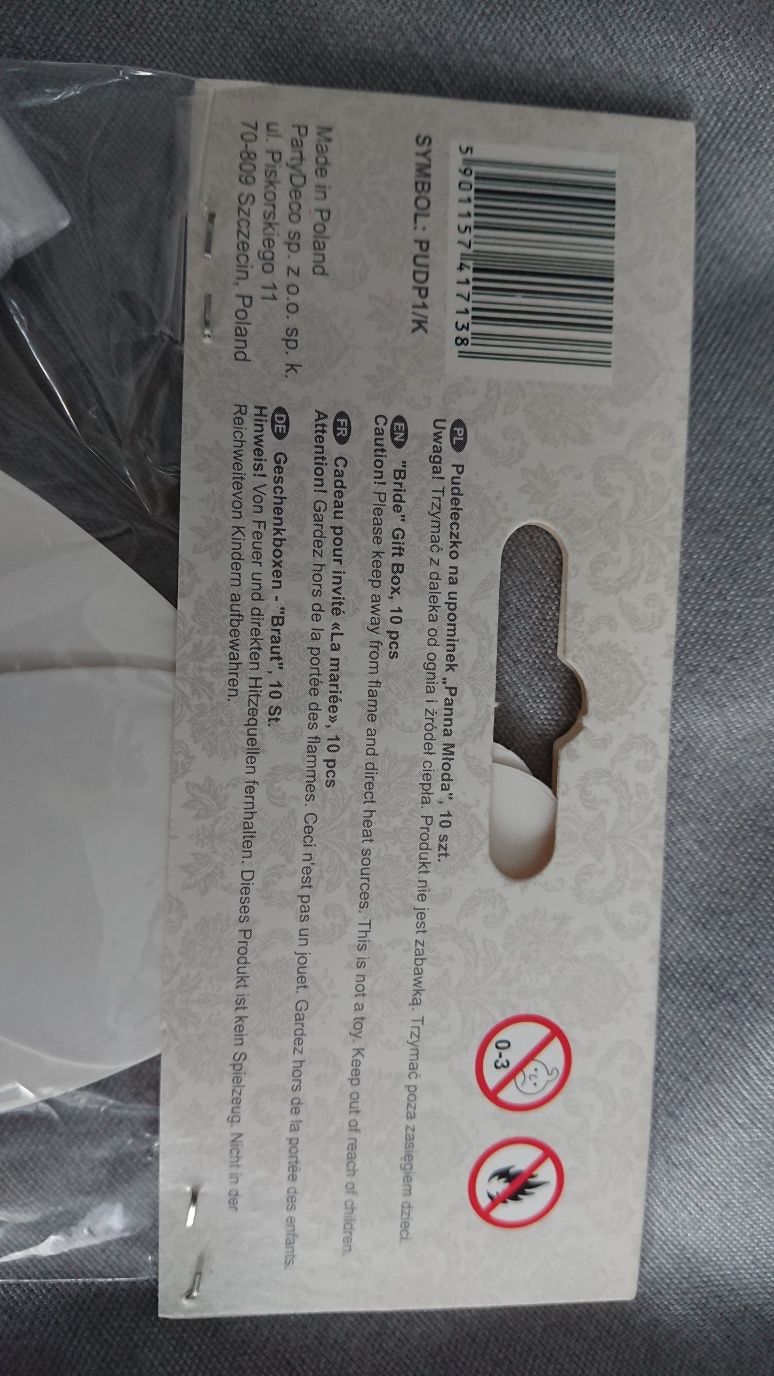 5 901157 417138
SYMBOL: PUDP1/K
Made in Poland
PartyDeco sp. z o.o. sp. k.
ul. Piskorskiego 11
70-809 Szczecin, Poland
PL Pudełeczko na upominek „Panna Młoda", 10 szt.
Uwaga! Trzymać z daleka od ognia i źródeł ciepła. Produkt nie jest zabawką. Trzymać poza zasięgiem dzieci.
EN "Bride" Gift Box, 10 pcs
Caution! Please keep away from flame and direct heat sources. This is not a toy. Keep out of reach of children.
FR Cadeau pour invité «La mariée», 10 pcs
Attention! Gardez hors de la portée des flammes. Ceci n'est pas un jouet. Gardez hors de la portée des enfants.
DE Geschenkboxen - "Braut", 10 St.
Hinweis! Von Feuer und direkten Hitzequellen fernhalten. Dieses Produkt ist kein Spielzeug. Nicht in der
Reichweitevon Kindern aufbewahren.
0-3